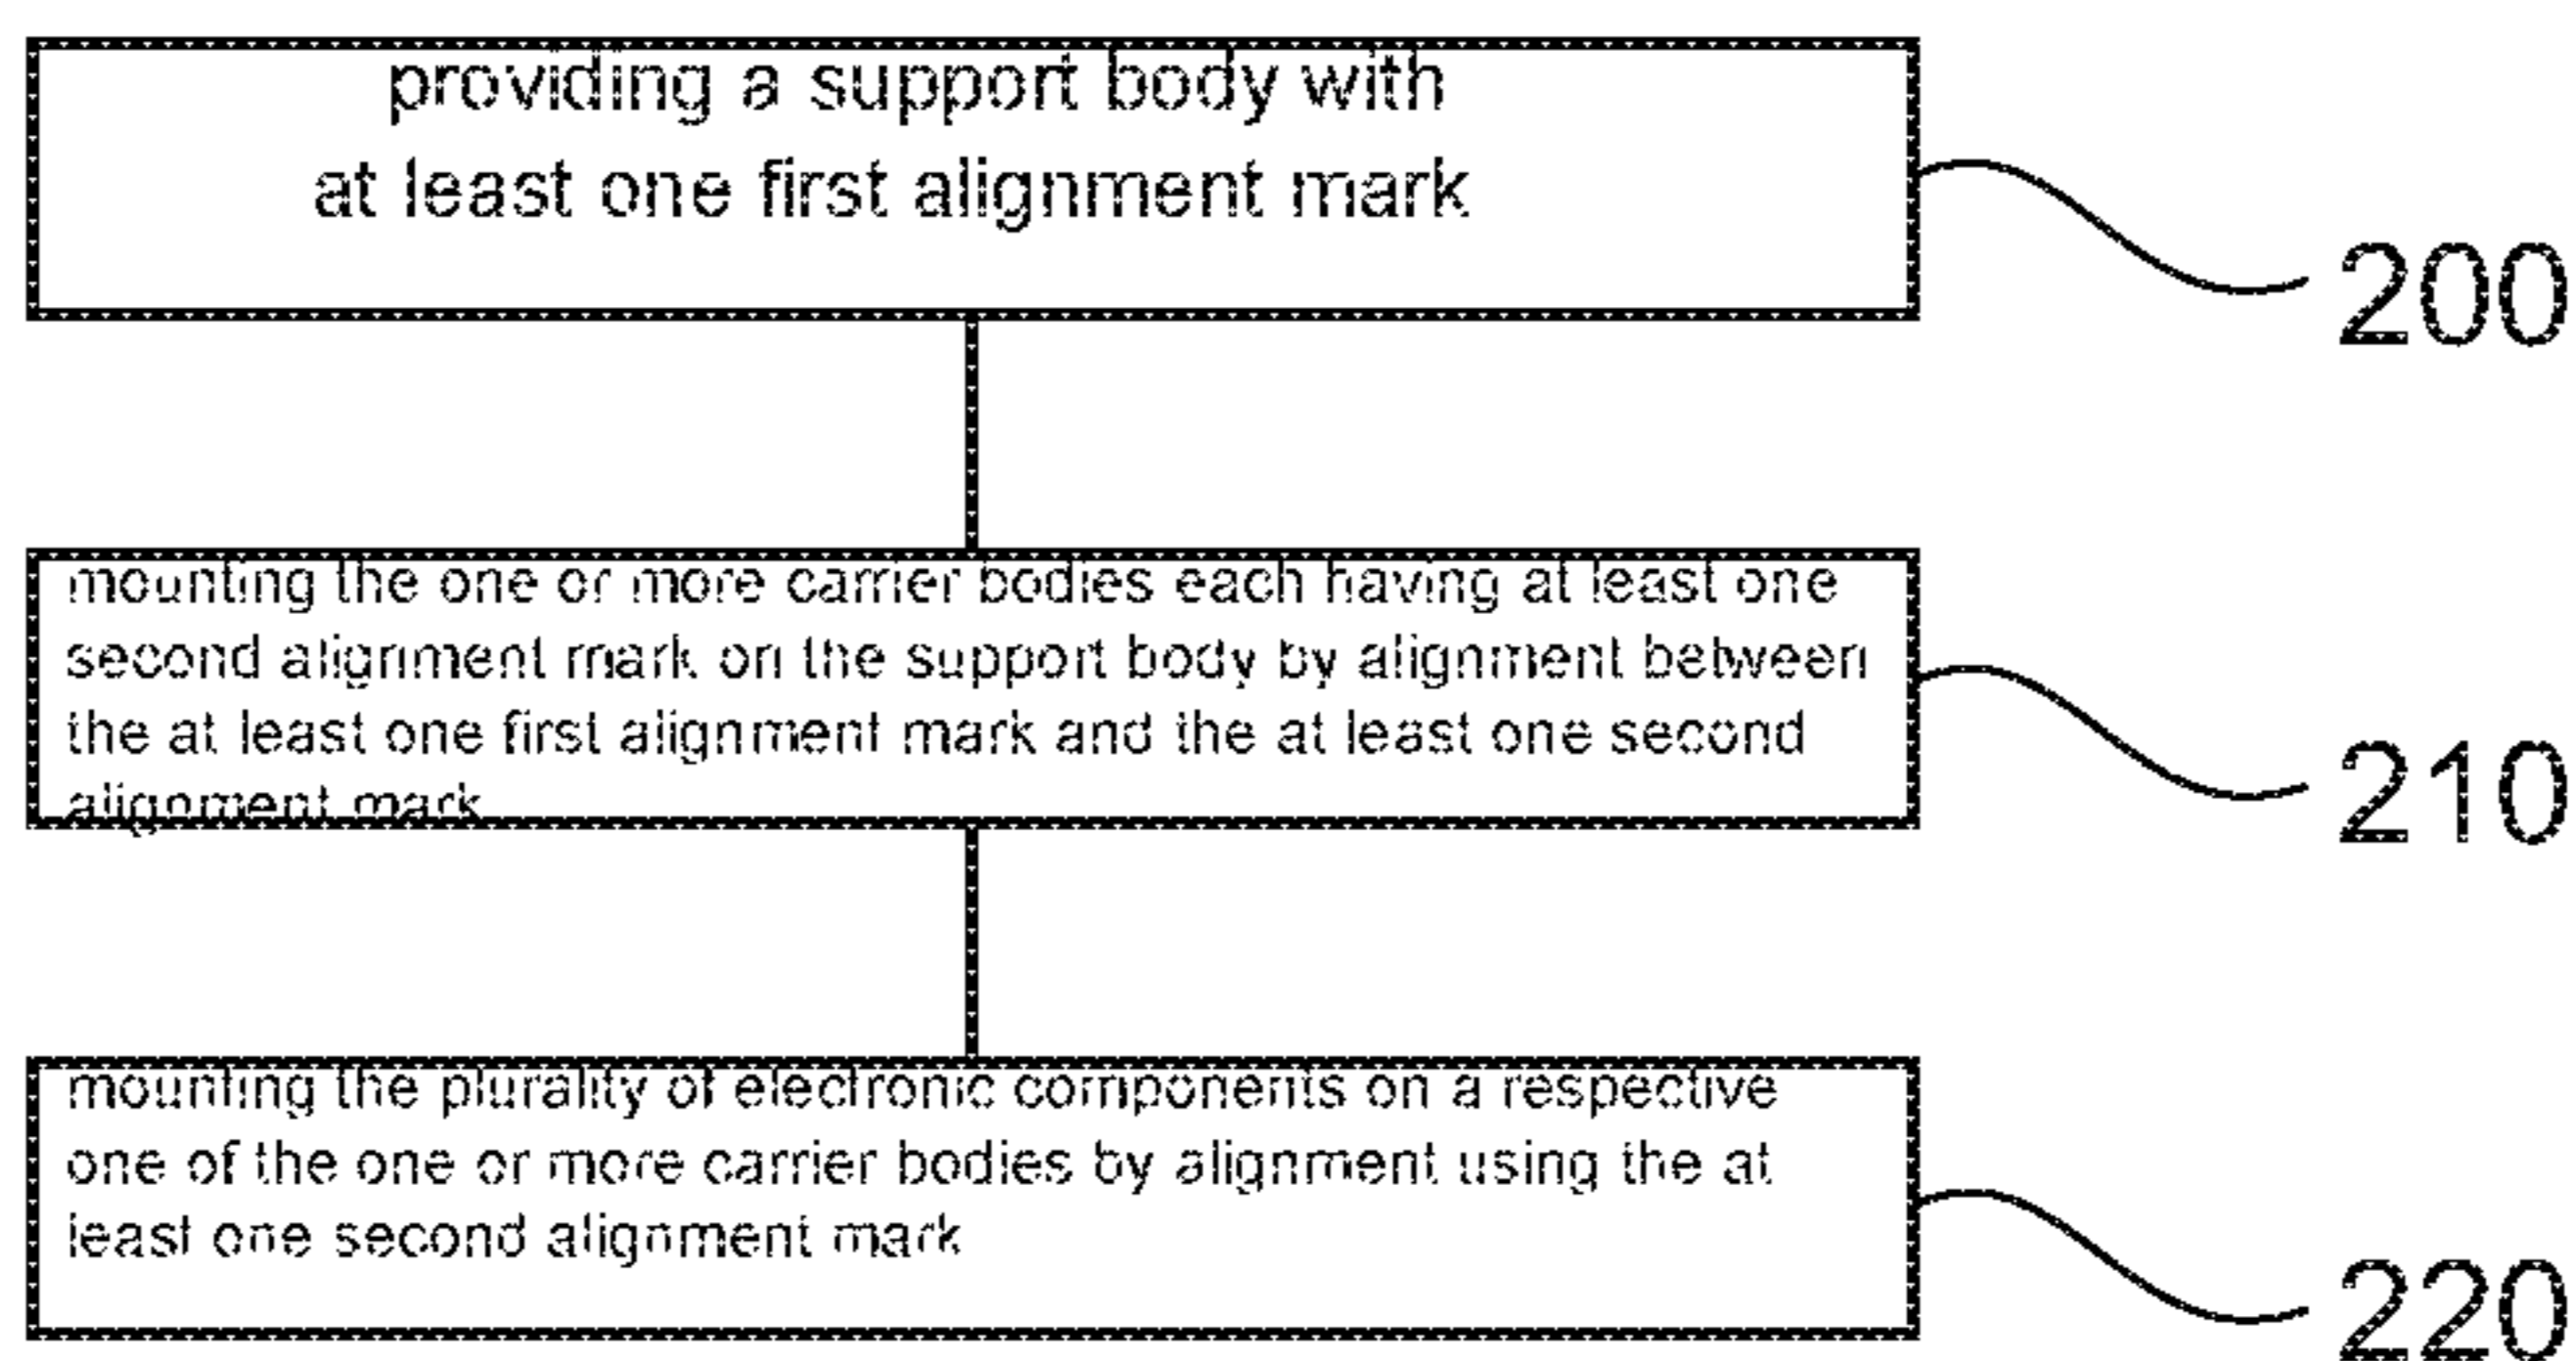 providing a support body with
at least one first alignment mark
200
mounting the one or more carrier bodies each having at least one
second alignment mark on the support body by alignment between
the at least one first alignment mark and the at least one second
alignment mark
210
mounting the plurality of electronic components on a respective
one of the one or more carrier bodies by alignment using the at
least one second alignment mark
220